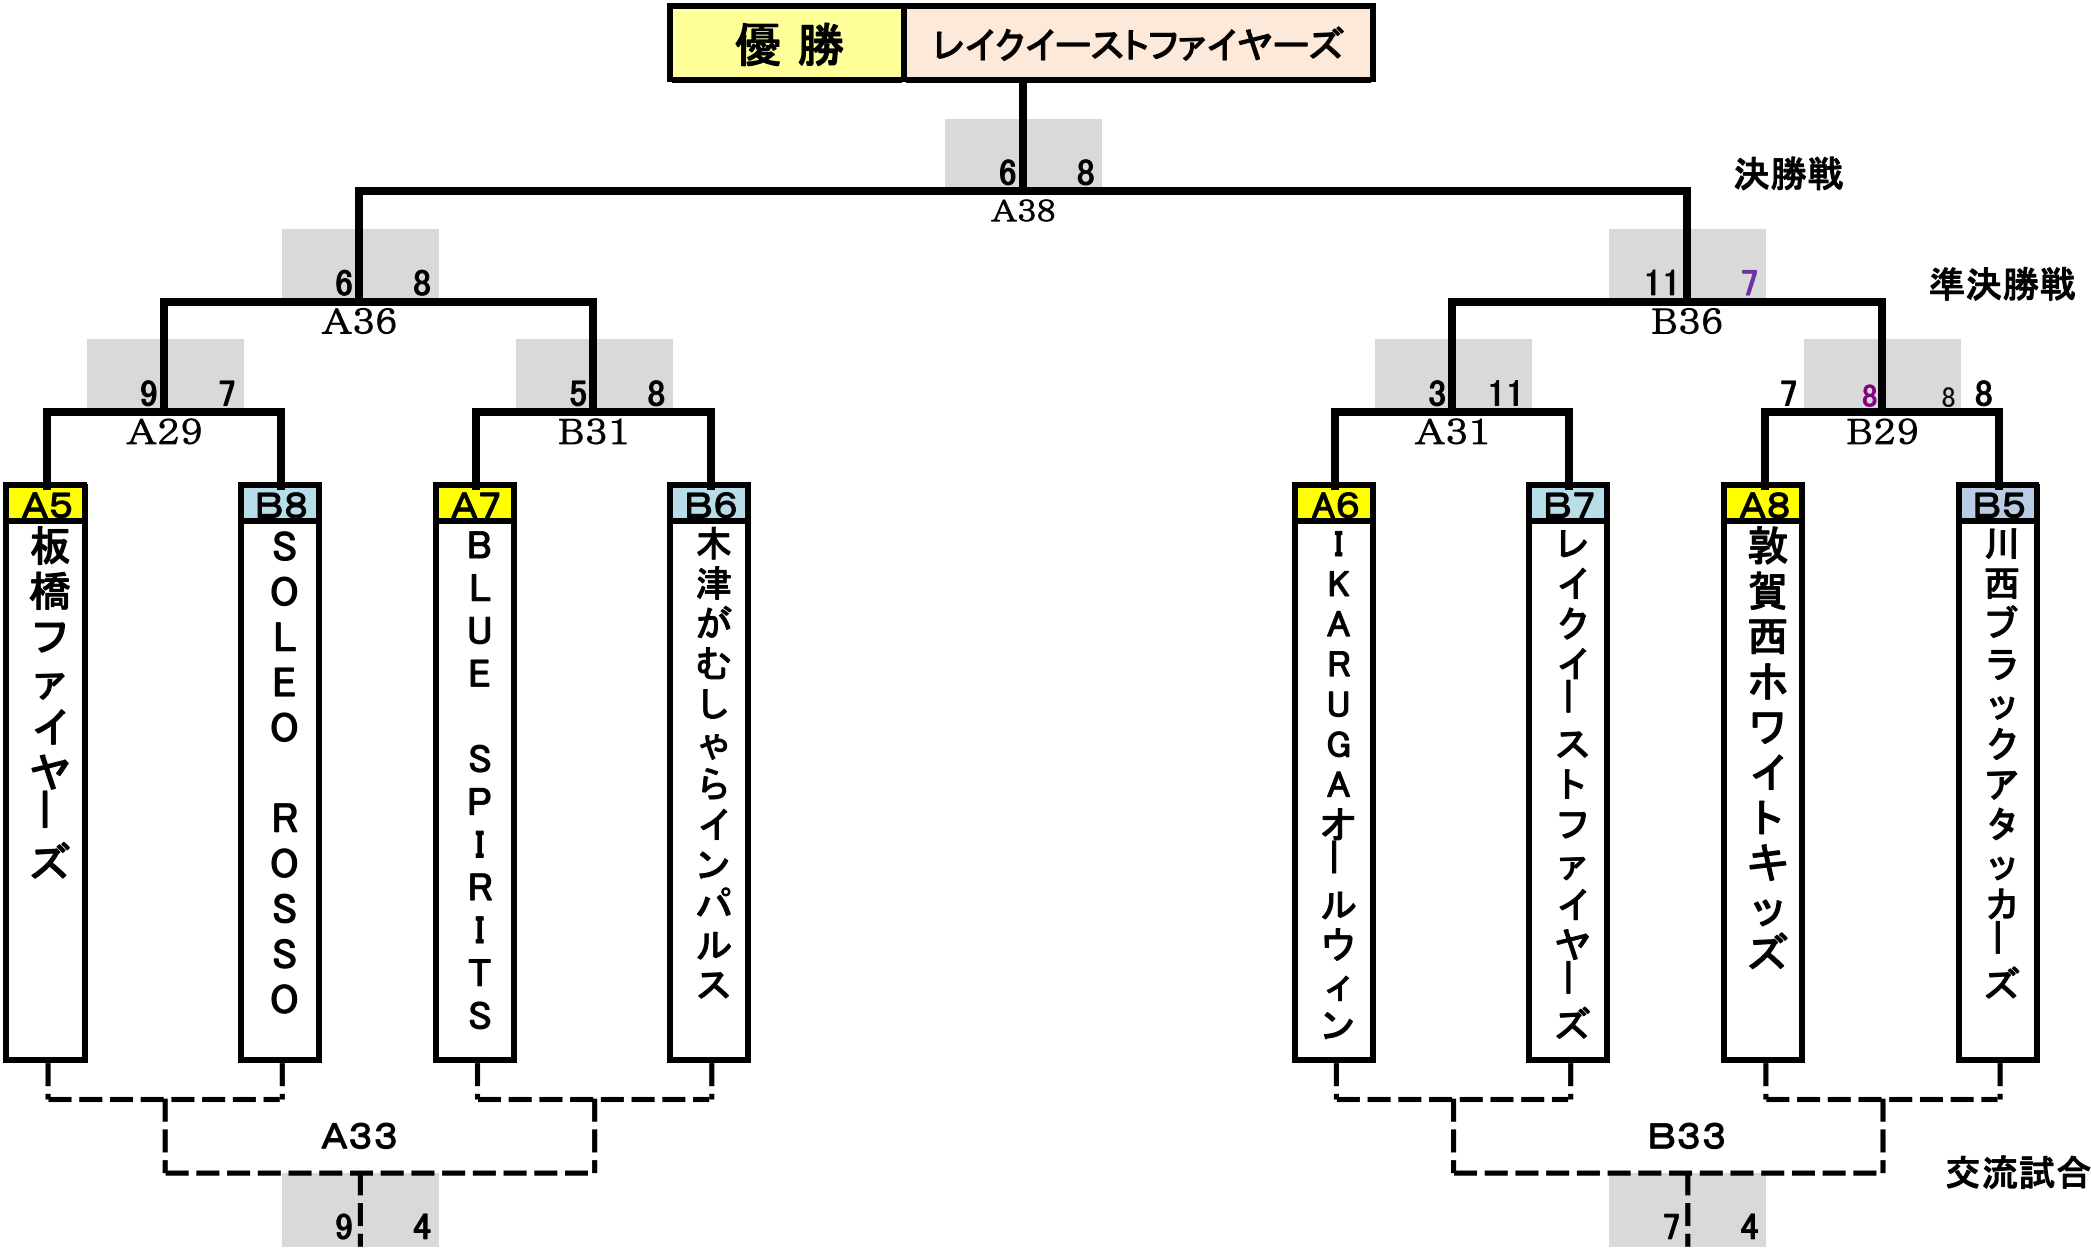 優 勝 レイクイーストファイヤーズ
6 8 決勝戦
A38
6 8 11 7 準決勝戦
A36 B36
9 7 5 8 3 11 7 8 8 8
A29 B31 A31 B29
A5 B8 A7 B6 A6 B7 A8 B5
板橋ファイヤーズ
SOLEO ROSSO
BLUE SPIRITS
木津がむしゃらインパルス
IKARUGAオールウィン
レイクイーストファイヤーズ
敦賀西ホワイトキッズ
川西ブラックアタッカーズ
A33 B33
交流試合
9 4 7 4